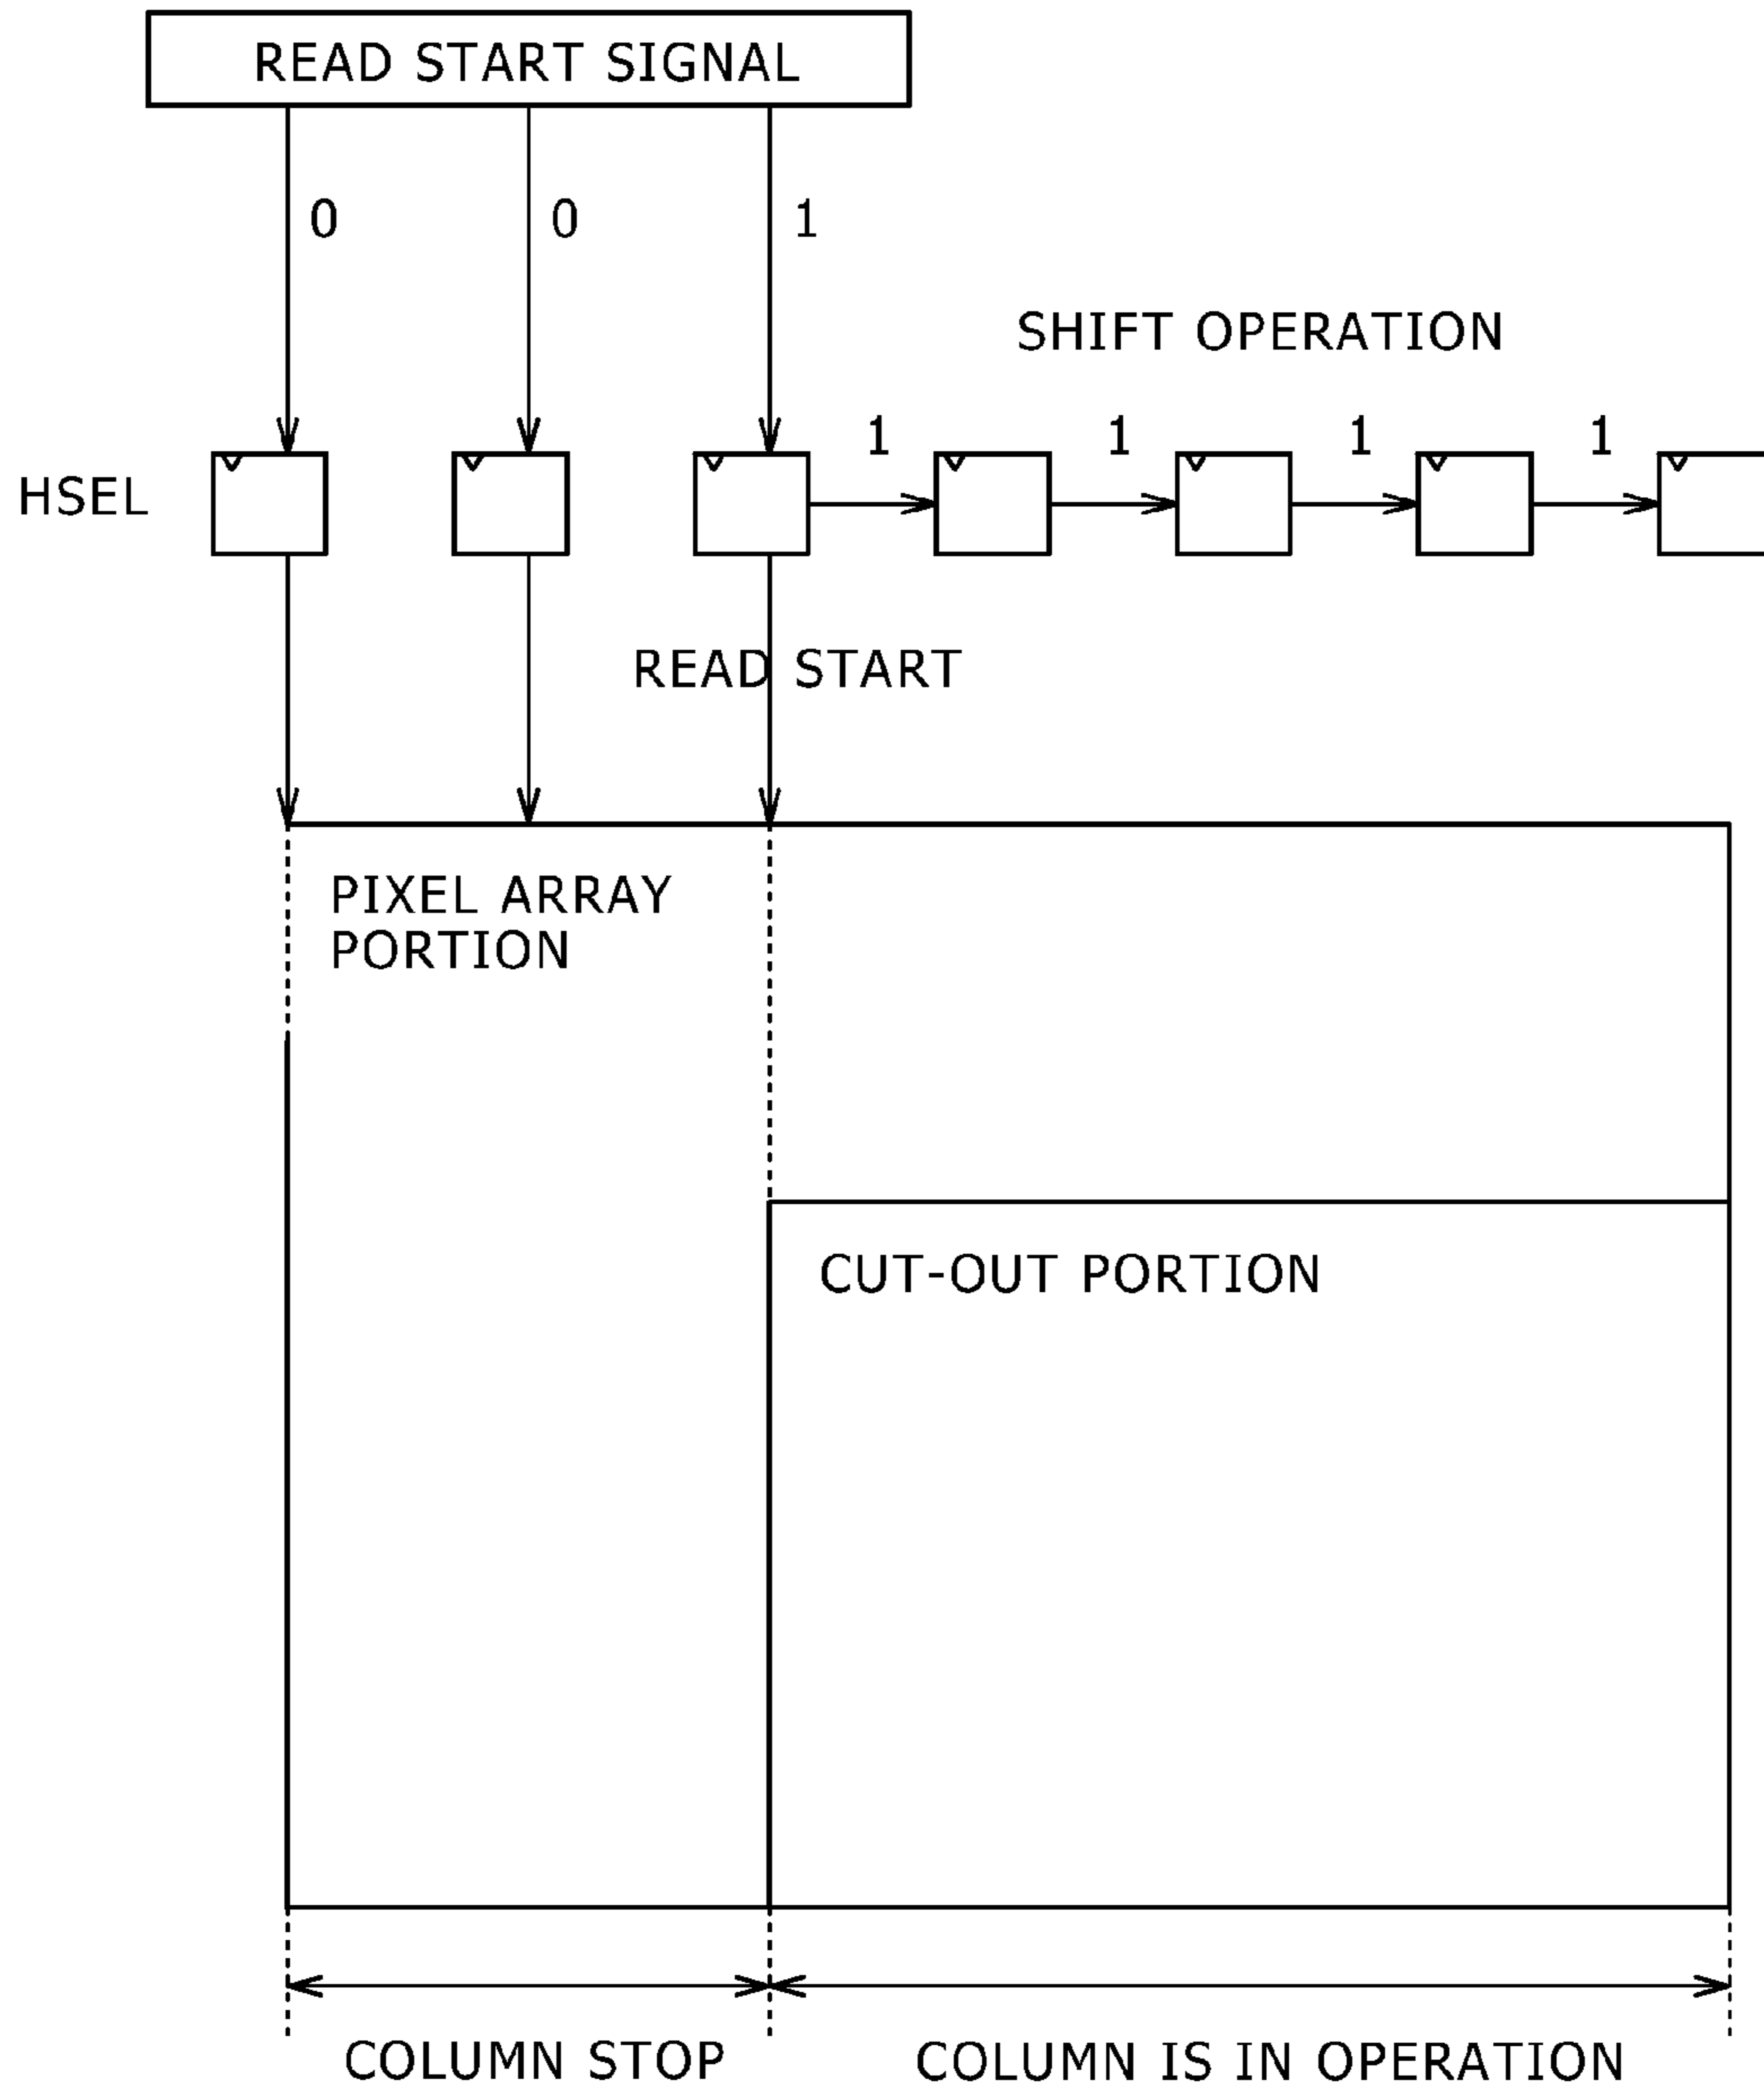 READ START SIGNAL
0 0 1
SHIFT OPERATION
1 1 1 1
HSEL
READ START
PIXEL ARRAY
PORTION
CUT-OUT PORTION
COLUMN STOP
COLUMN IS IN OPERATION